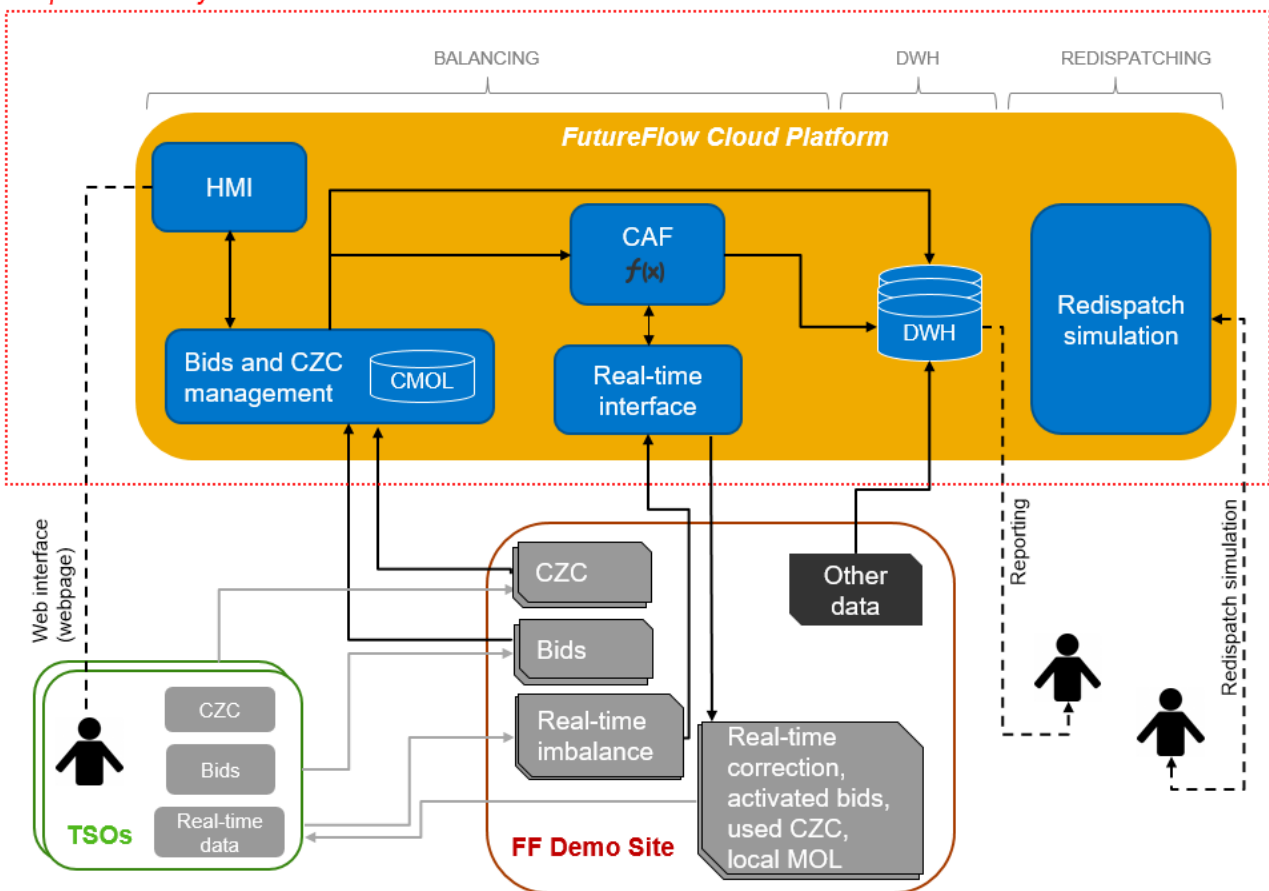 BALANCING
DWH
REDISPATCHING
FutureFlow Cloud Platform
HMI
CAF
f(x)
DWH
Redispatch
simulation
Bids and CZC
management
CMOL
Real-time
interface
Web interface
(webpage)
CZC
Bids
Real-time
imbalance
Other
data
Real-time
correction,
activated bids,
used CZC,
local MOL
FF Demo Site
CZC
Bids
Real-time
data
TSOs
Reporting
Redispatch simulation